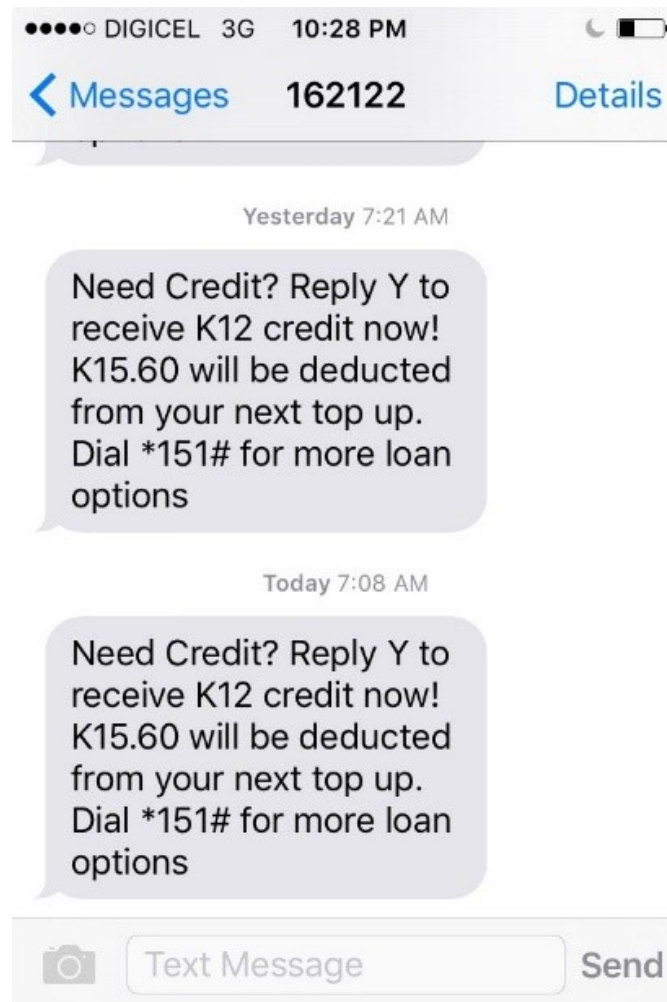 DIGICEL 3G 10:28 PM
Messages 162122 Details
Yesterday 7:21 AM
Need Credit? Reply Y to
receive K12 credit now!
K15.60 will be deducted
from your next top up.
Dial *151# for more loan
options
Today 7:08 AM
Need Credit? Reply Y to
receive K12 credit now!
K15.60 will be deducted
from your next top up.
Dial *151# for more loan
options
Text Message Send